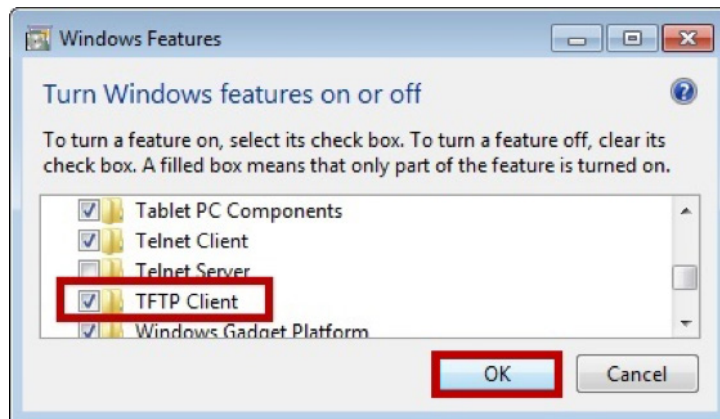 Windows Features
Turn Windows features on or off
To turn a feature on, select its check box. To turn a feature off, clear its
check box. A filled box means that only part of the feature is turned on.
Tablet PC Components
Telnet Client
Telnet Server
TFTP Client
Windows Gadget Platform
OK Cancel